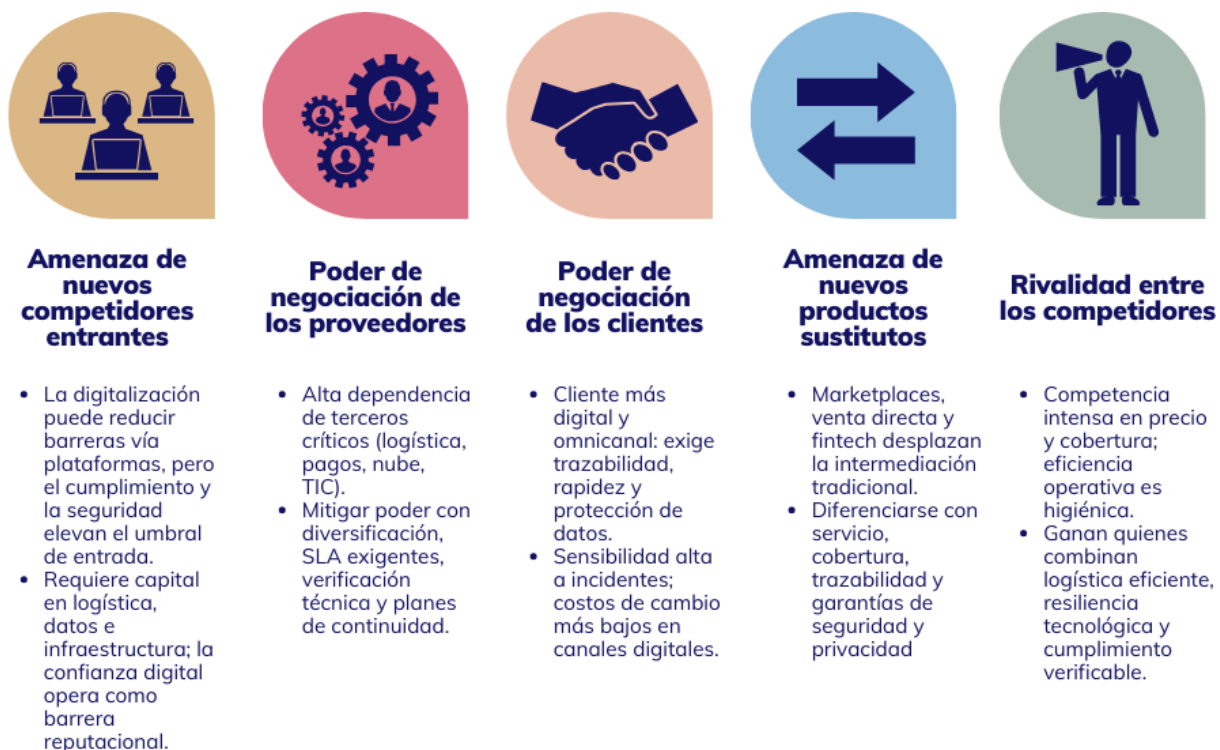 Amenaza de
nuevos
competidores
entrantes
La digitalización
puede reducir
barreras vía
plataformas, pero
el cumplimiento y
la seguridad
elevan el umbral
de entrada.
Requiere capital
en logística,
datos e
infraestructura; la
confianza digital
opera como
barrera
reputacional.
Poder de
negociación de
los proveedores
Alta dependencia
de terceros
críticos (logística,
pagos, nube,
TIC).
Mitigar poder con
diversificación,
SLA exigentes,
verificación
técnica y planes
de continuidad.
Poder de
negociación
de los clientes
Cliente más
digital y
omnicanal: exige
trazabilidad,
rapidez y
protección de
datos.
Sensibilidad alta
a incidentes;
costos de cambio
más bajos en
canales digitales.
Amenaza de
nuevos
productos
sustitutos
Marketplaces,
venta directa y
fintech desplazan
la intermediación
tradicional.
Diferenciarse con
servicio,
cobertura,
trazabilidad y
garantías de
seguridad y
privacidad
Rivalidad entre
los competidores
Competencia
intensa en precio
y cobertura;
eficiencia
operativa es
higiénica.
Ganan quienes
combinan
logística eficiente,
resiliencia
tecnológica y
cumplimiento
verificable.